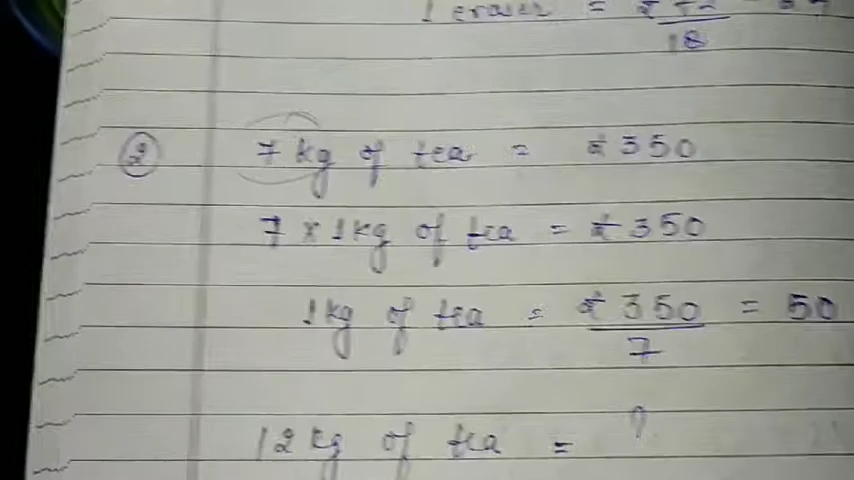 1 eraser =
18
2 7 kg of tea = ₹ 350
7 x 1 kg of tea = ₹ 350
1 kg of tea = ₹ 350 = 50
7
12 kg of tea = ?